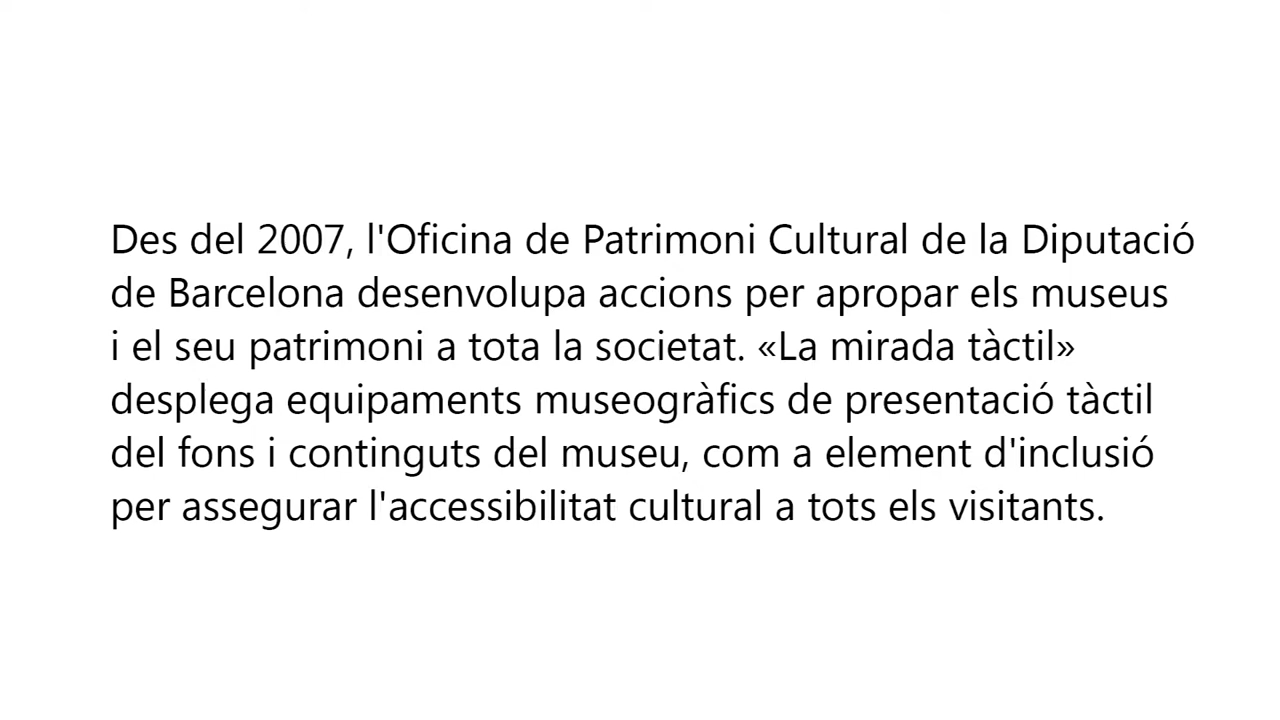 Des del 2007, l'Oficina de Patrimoni Cultural de la Diputació
de Barcelona desenvolupa accions per apropar els museus
i el seu patrimoni a tota la societat. «La mirada tàctil»
desplega equipaments museogràfics de presentació tàctil
del fons i continguts del museu, com a element d'inclusió
per assegurar l'accessibilitat cultural a tots els visitants.